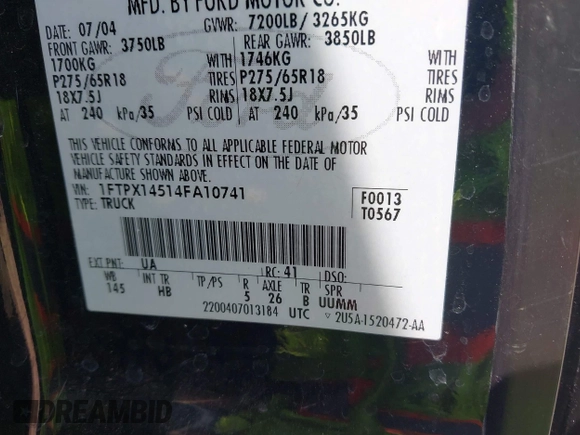 MFD. BY FORD MOTOR CO.
DATE: 07/04 GVWR: 7200LB/ 3265KG
FRONT GAWR: 3750LB REAR GAWR: 3850LB
1700KG WITH 1746KG WITH
P275/65R18 TIRES P275/65R18 TIRES
18X7.5J RIMS 18X7.5J RIMS
AT 240 kPa/35 PSI COLD AT 240 kPa/35 PSI COLD
Ford
THIS VEHICLE CONFORMS TO ALL APPLICABLE FEDERAL MOTOR
VEHICLE SAFETY STANDARDS IN EFFECT ON THE DATE OF
MANUFACTURE SHOWN ABOVE.
VIN: 1FTPX14514FA10741 F0013
TYPE: TRUCK T0567
EXT PNT: UA RC: 41 DSO:
WB INT TR TP/PS R AXLE TR SPR
145 HB 5 26 B UUMM
2200407013184 UTC ▽ 2U5A-1520472-AA
DREAMBID